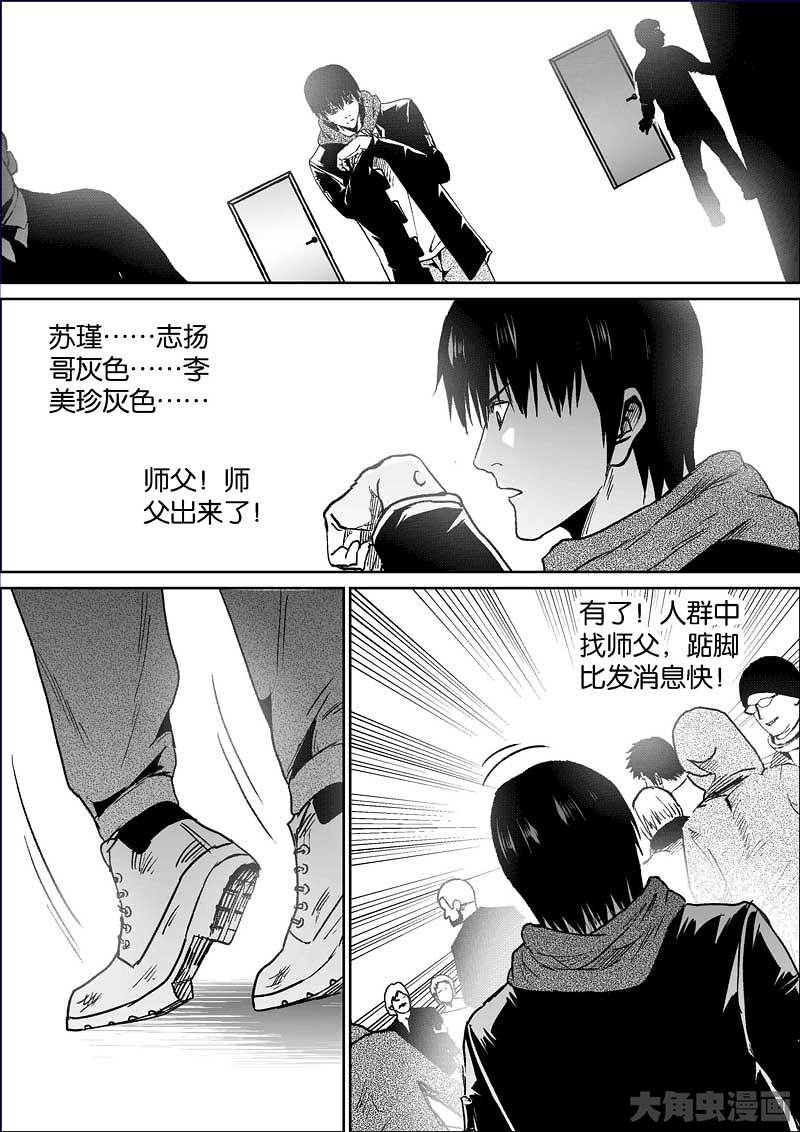 苏瑾……志扬
哥灰色……李
美珍灰色……
师父！师
父出来了！
有了！人群中
找师父，踮脚
比发消息快！
大角虫漫画